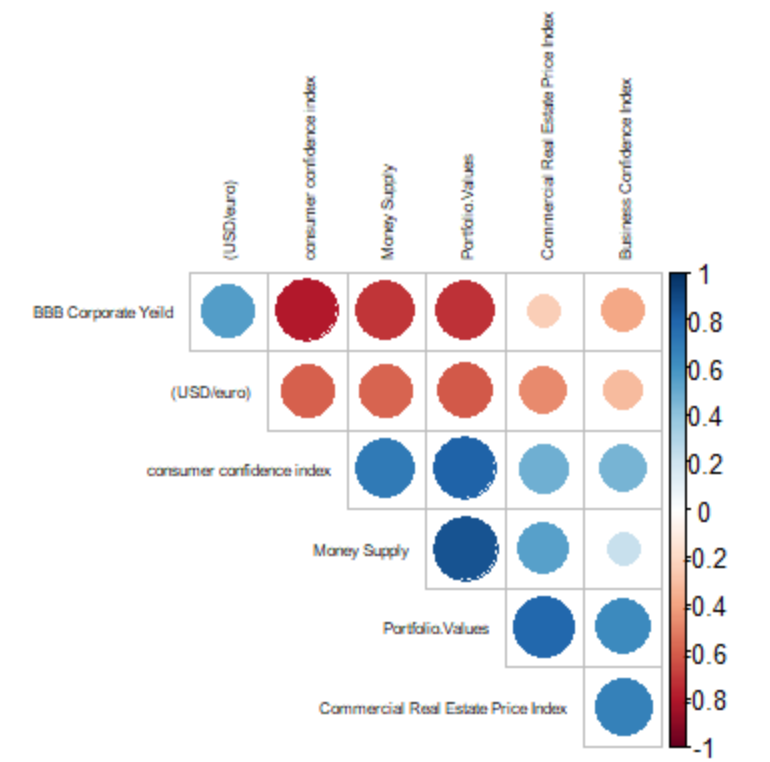 (USD/euro)
consumer confidence index
Money Supply
Portfolio.Values
Commercial Real Estate Price Index
Business Confidence Index
BBB Corporate Yeild
(USD/euro)
consumer confidence index
Money Supply
Portfolio.Values
Commercial Real Estate Price Index
1
0.8
0.6
0.4
0.2
0
-0.2
-0.4
-0.6
-0.8
-1